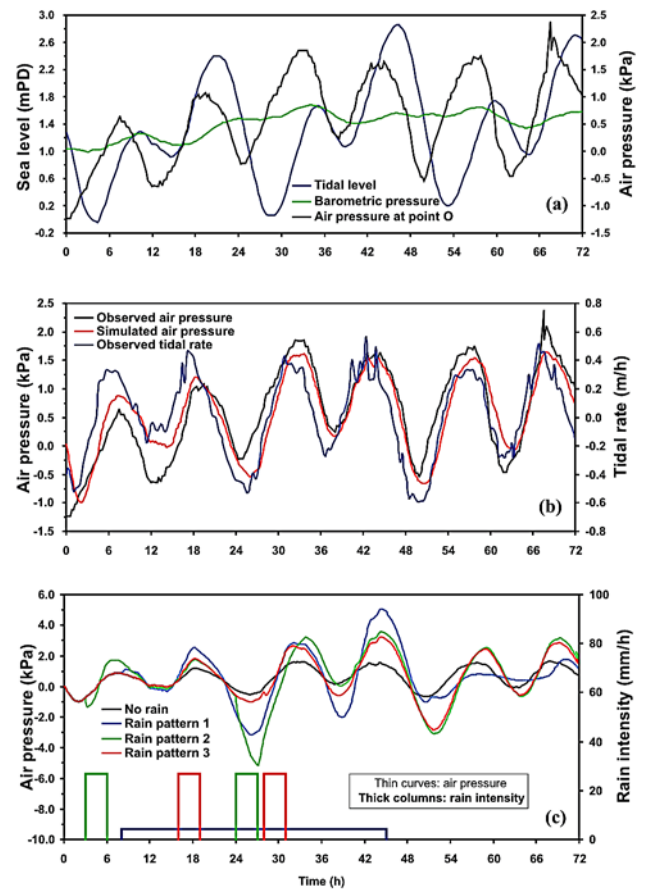 Sea level (mPD)
3.0
2.6
2.2
1.8
1.4
1.0
0.6
0.2
-0.2
2.5
2.0
1.5
1.0
0.5
0.0
-0.5
-1.0
-1.5
Air pressure (kPa)
Tidal level
Barometric pressure
Air pressure at point O
(a)
0 6 12 18 24 30 36 42 48 54 60 66 72
Air pressure (kPa)
2.5
2.0
1.5
1.0
0.5
0.0
-0.5
-1.0
-1.5
Observed air pressure
Simulated air pressure
Observed tidal rate
0.8
0.6
0.4
0.2
0.0
-0.2
-0.4
-0.6
-0.8
Tidal rate (m/h)
(b)
0 6 12 18 24 30 36 42 48 54 60 66 72
Air pressure (kPa)
6.0
4.0
2.0
0.0
-2.0
-4.0
-6.0
-8.0
-10.0
100
80
60
40
20
0
Rain intensity (mm/h)
No rain
Rain pattern 1
Rain pattern 2
Rain pattern 3
Thin curves: air pressure
Thick columns: rain intensity
(c)
0 6 12 18 24 30 36 42 48 54 60 66 72
Time (h)